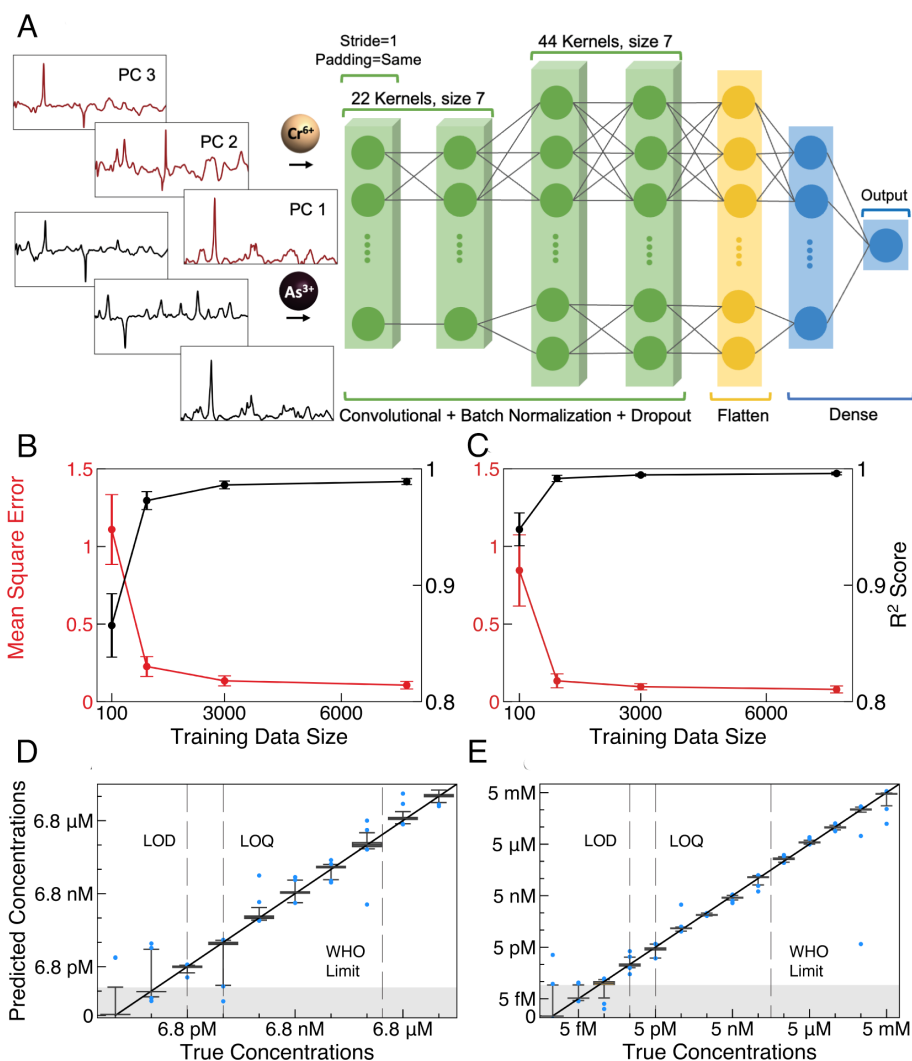 A
Stride=1
Padding=Same
44 Kernels, size 7
22 Kernels, size 7
PC 3
PC 2
PC 1
Cr6+
As3+
Output
Convolutional + Batch Normalization + Dropout
Flatten
Dense
B
Mean Square Error
1.5
1
0.5
0
1
0.9
0.8
100
3000
6000
Training Data Size
C
1.5
1
0.5
0
1
0.9
0.8
R2 Score
100
3000
6000
Training Data Size
D
Predicted Concentrations
6.8 µM
6.8 nM
6.8 pM
0
LOD
LOQ
WHO
Limit
6.8 pM
6.8 nM
6.8 µM
True Concentrations
E
5 mM
5 µM
5 nM
5 pM
5 fM
0
LOD
LOQ
WHO
Limit
5 fM
5 pM
5 nM
5 µM
5 mM
True Concentrations